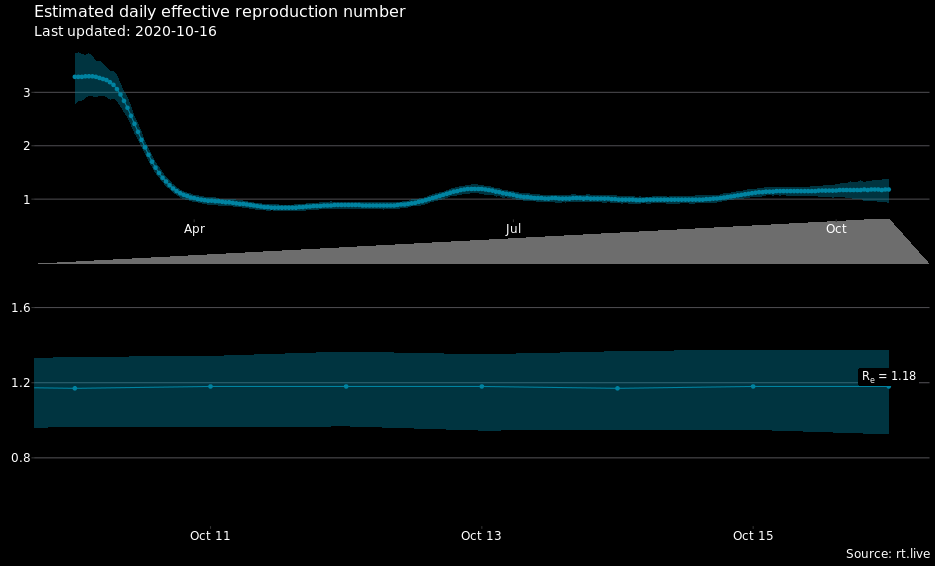 Estimated daily effective reproduction number
Last updated: 2020-10-16
3
2
1
Apr Jul Oct
1.6
1.2
Re = 1.18
0.8
Oct 11 Oct 13 Oct 15
Source: rt.live